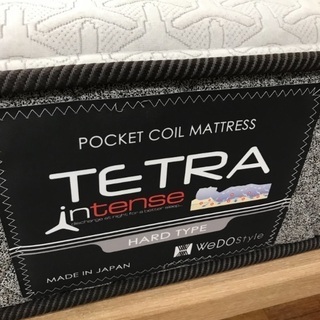 POCKET COIL MATTRESS
TETRA
intense
HARD TYPE
WeDOStyle
MADE IN JAPAN